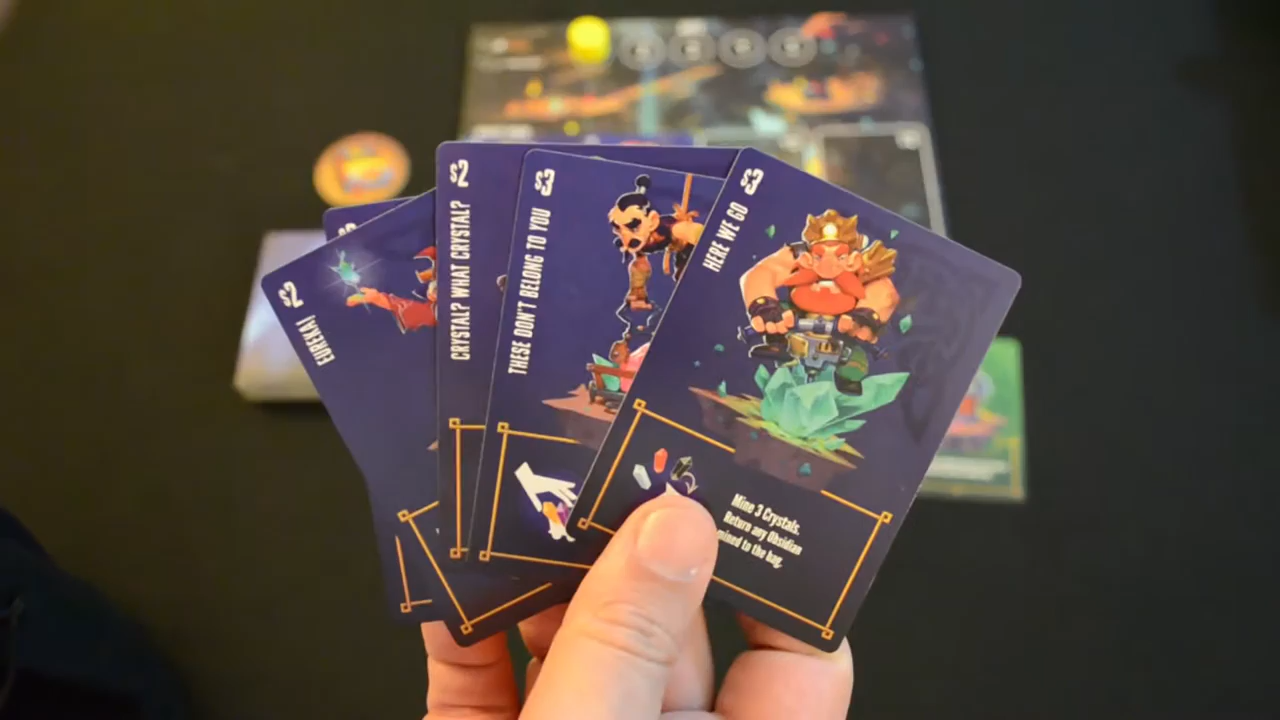 $2
EUREKA!
$2
CRYSTAL? WHAT CRYSTAL?
$3
THESE DON'T BELONG TO YOU
$3
HERE WE GO
Mine 3 Crystals.
Return any Obsidian
mined to the bag.